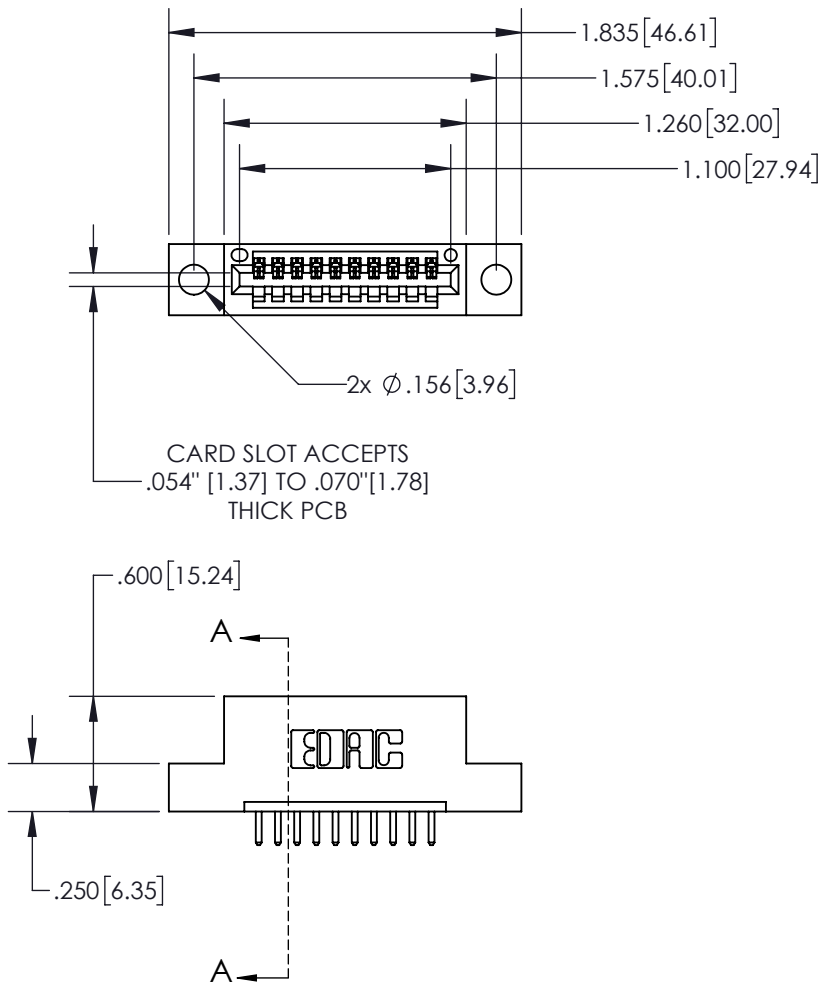 1.835[46.61]
1.575[40.01]
1.260[32.00]
1.100[27.94]
2x ∅.156[3.96]
CARD SLOT ACCEPTS
.054" [1.37] TO .070"[1.78]
THICK PCB
.600[15.24]
A
EDAC
.250[6.35]
A